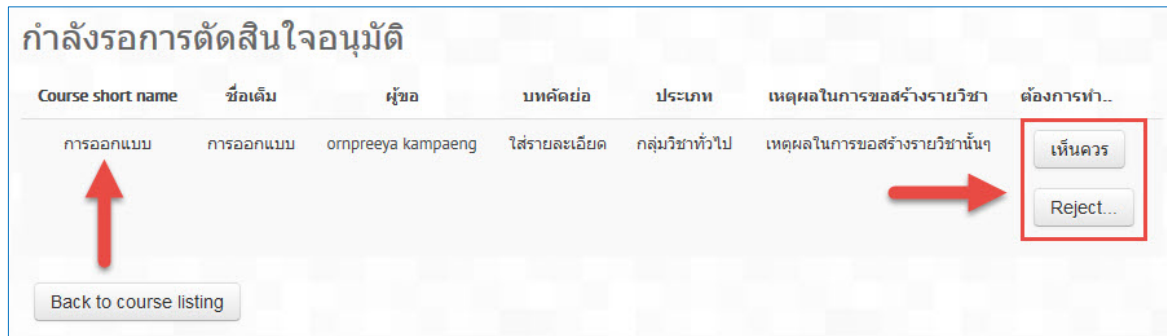 กำลังรอการตัดสินใจอนุมัติ
Course short name ชื่อเต็ม ผู้ขอ บทคัดย่อ ประเภท เหตุผลในการขอสร้างรายวิชา ต้องการทำ..
การออกแบบ การออกแบบ ornpreeya kampaeng ใส่รายละเอียด กลุ่มวิชาทั่วไป เหตุผลในการขอสร้างรายวิชานั้นๆ เห็นควร
Reject...
Back to course listing